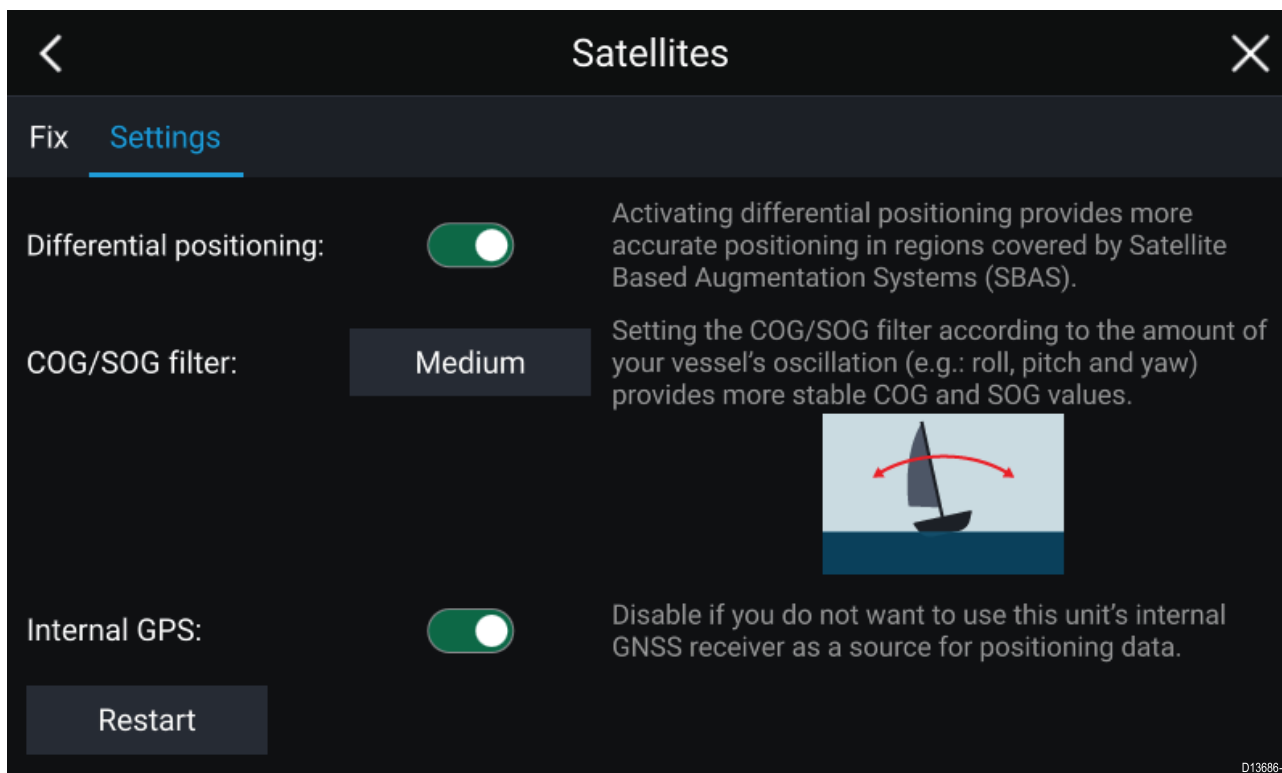 Satellites
Fix
Settings
Differential positioning:
Activating differential positioning provides more
accurate positioning in regions covered by Satellite
Based Augmentation Systems (SBAS).
COG/SOG filter:
Medium
Setting the COG/SOG filter according to the amount of
your vessel’s oscillation (e.g.: roll, pitch and yaw)
provides more stable COG and SOG values.
Internal GPS:
Disable if you do not want to use this unit’s internal
GNSS receiver as a source for positioning data.
Restart
D13686-